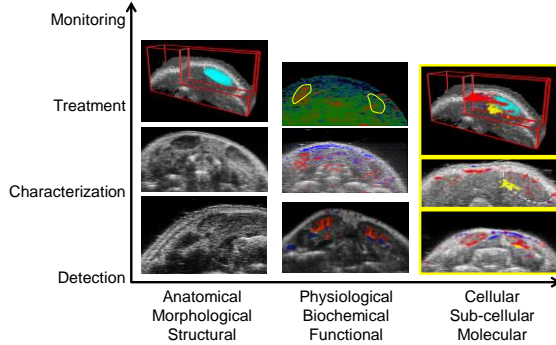 Monitoring
Treatment
Characterization
Detection
Anatomical
Morphological
Structural
Physiological
Biochemical
Functional
Cellular
Sub-cellular
Molecular